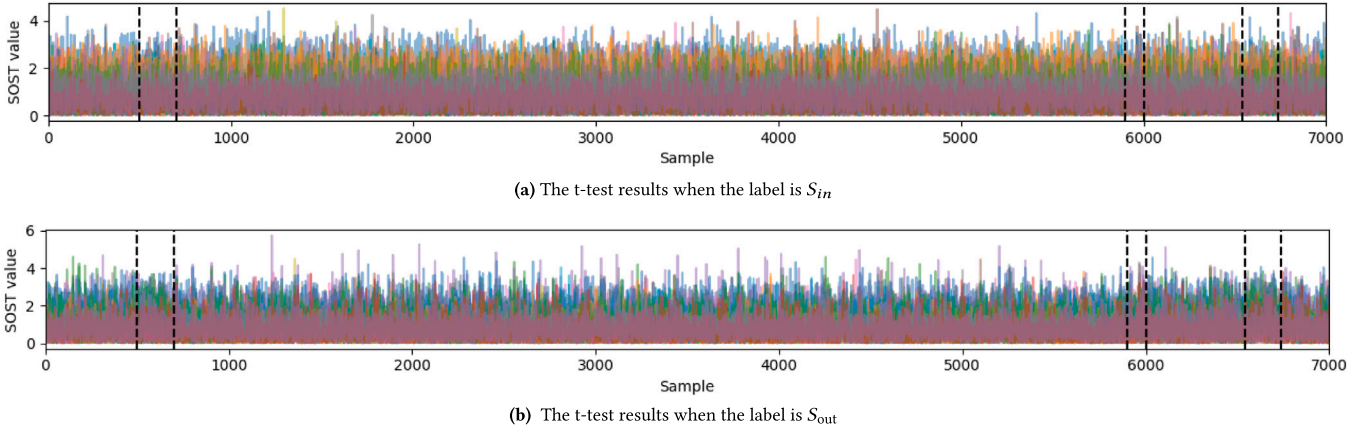 4
2
0
SOST value
0 1000 2000 3000 4000 5000 6000 7000
Sample
(a) The t-test results when the label is S_in
6
4
2
0
SOST value
0 1000 2000 3000 4000 5000 6000 7000
Sample
(b) The t-test results when the label is S_out